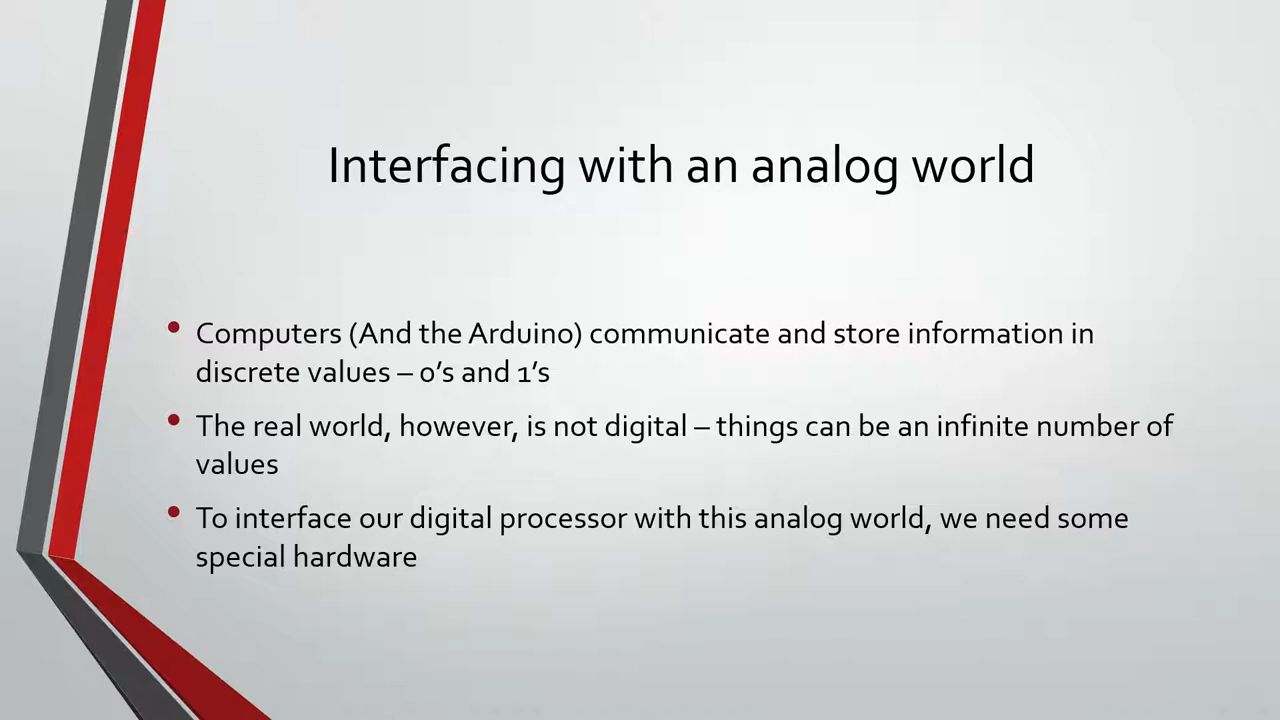 Interfacing with an analog world
• Computers (And the Arduino) communicate and store information in
discrete values – 0's and 1's
• The real world, however, is not digital – things can be an infinite number of
values
• To interface our digital processor with this analog world, we need some
special hardware